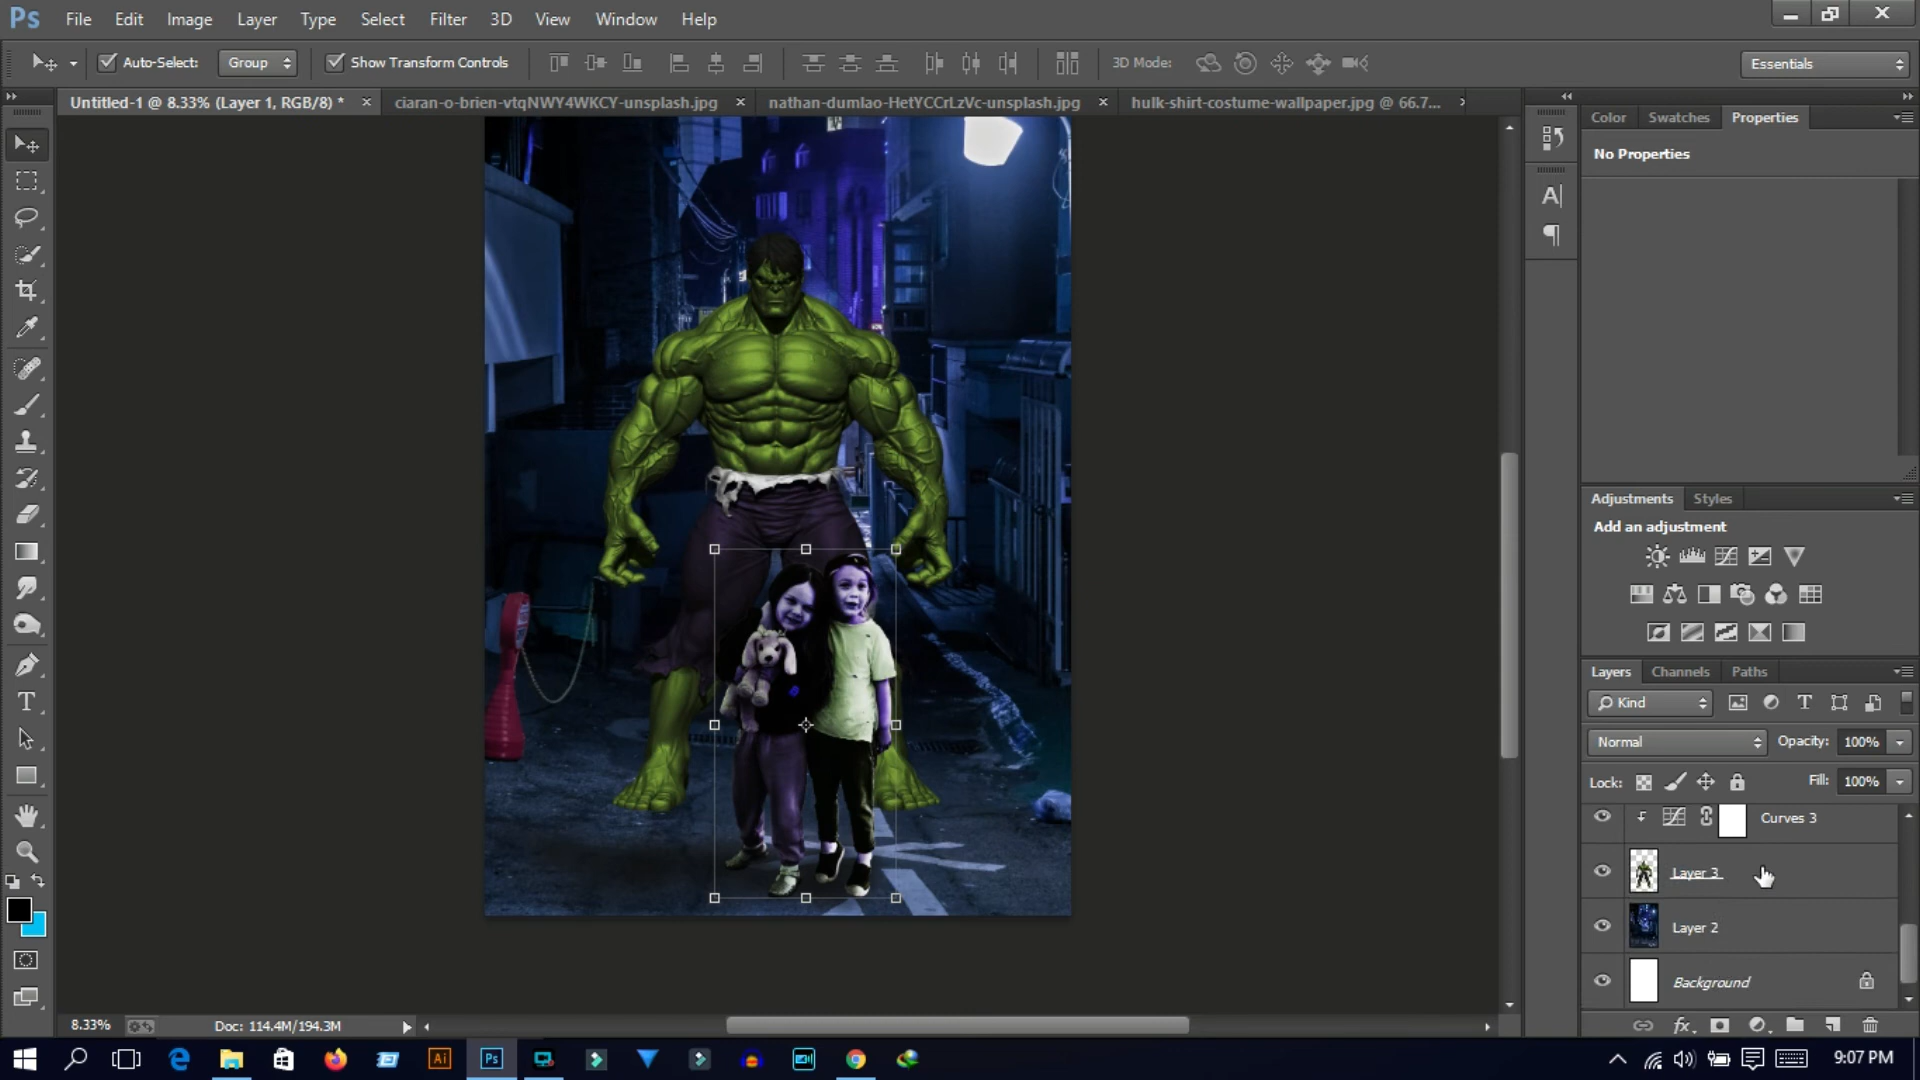 Ps File Edit Image Layer Type Select Filter 3D View Window Help
Auto-Select: Group Show Transform Controls 3D Mode: Essentials
Untitled-1 @ 8.33% (Layer 1, RGB/8) * ciaran-o-brien-vtqNWY4WKCY-unsplash.jpg nathan-dumlao-HetYCCrLzVc-unsplash.jpg hulk-shirt-costume-wallpaper.jpg @ 66.7...
Color Swatches Properties
No Properties
Adjustments Styles
Add an adjustment
Layers Channels Paths
Kind
Normal Opacity: 100%
Lock: Fill: 100%
Curves 3
Layer 3
Layer 2
Background
fx
8.33% Doc: 114.4M/194.3M
Ai Ps 9:07 PM